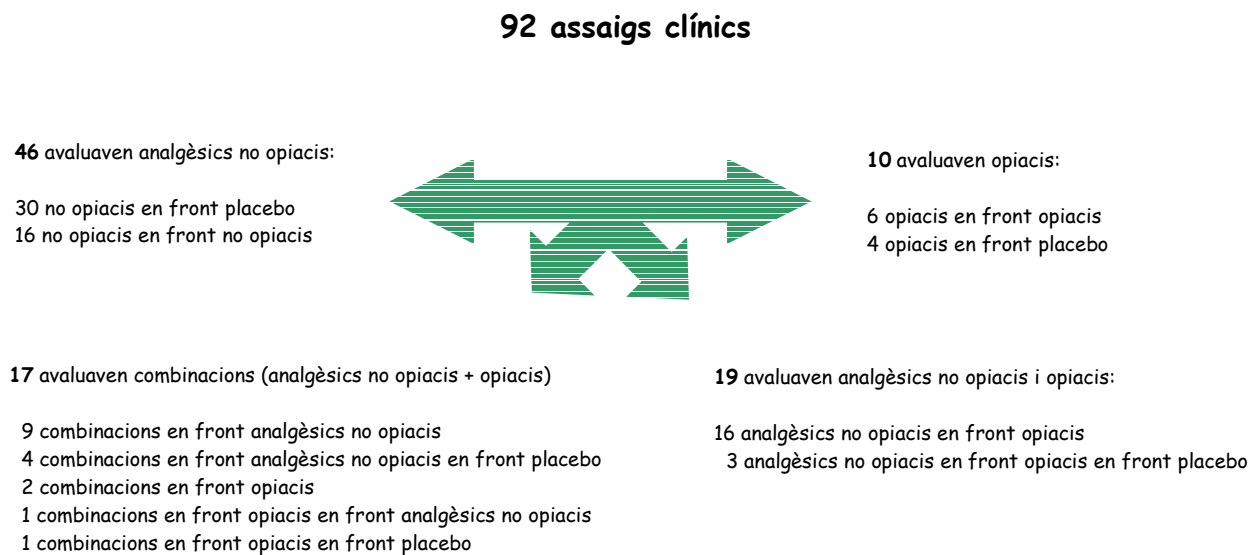 92 assaigs clínics
46 avaluaven analgèsics no opiacis:
30 no opiacis en front placebo
16 no opiacis en front no opiacis
10 avaluaven opiacis:
6 opiacis en front opiacis
4 opiacis en front placebo
17 avaluaven combinacions (analgèsics no opiacis + opiacis)
9 combinacions en front analgèsics no opiacis
4 combinacions en front analgèsics no opiacis en front placebo
2 combinacions en front opiacis
1 combinacions en front opiacis en front analgèsics no opiacis
1 combinacions en front opiacis en front placebo
19 avaluaven analgèsics no opiacis i opiacis:
16 analgèsics no opiacis en front opiacis
3 analgèsics no opiacis en front opiacis en front placebo